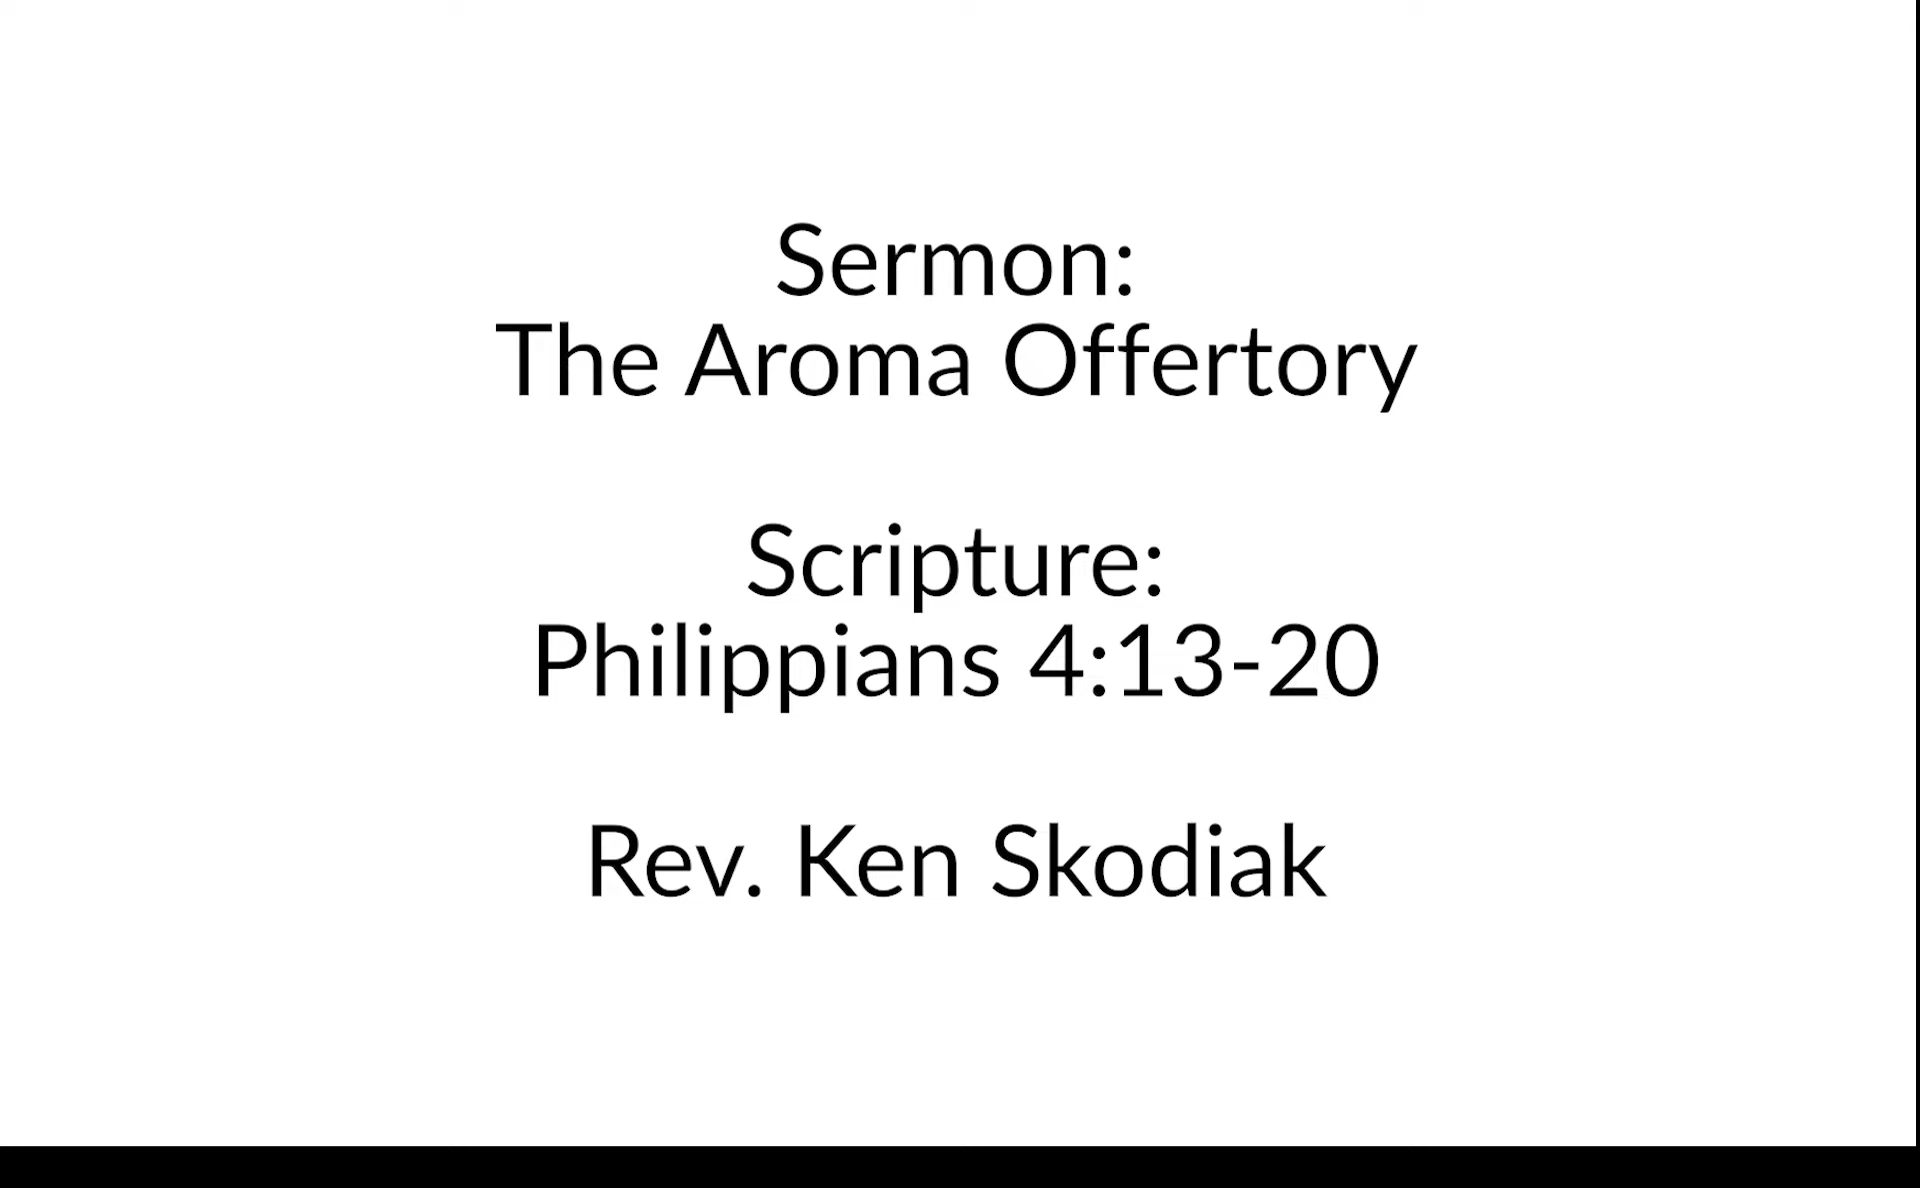 Sermon:
The Aroma Offertory
Scripture:
Philippians 4:13-20
Rev. Ken Skodiak